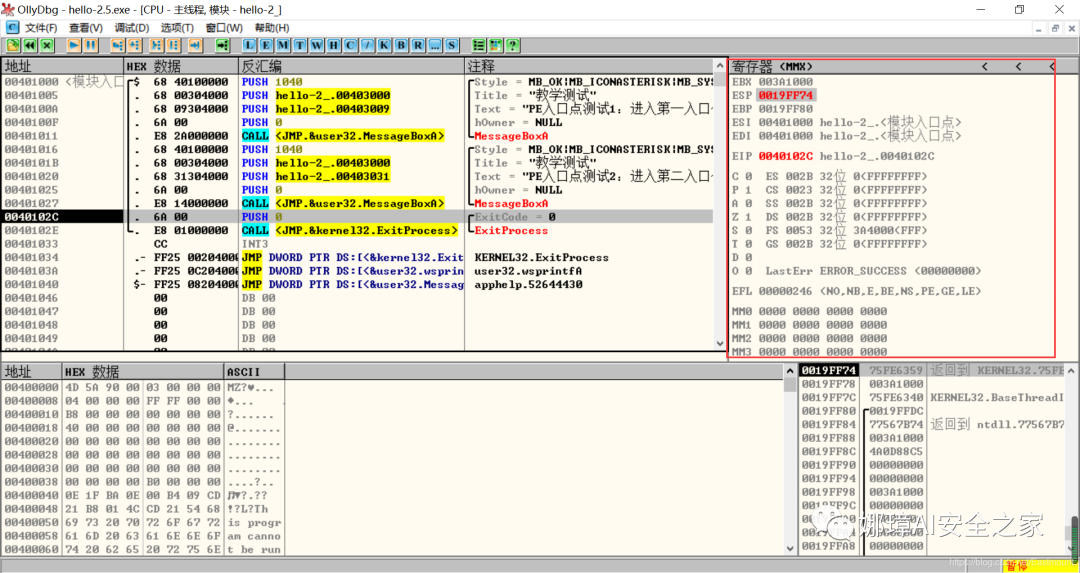 OllyDbg - hello-2.5.exe - [CPU - 主线程, 模块 - hello-2_]
文件(F) 查看(V) 调试(D) 选项(T) 窗口(W) 帮助(H)
L E M T W H C / K B R ... S
地址 HEX 数据 反汇编 注释
00401000 <模块入口 $ 68 40100000 PUSH 1040 Style = MB_OK|MB_ICONASTERISK|MB_SY
00401005 . 68 00304000 PUSH hello-2_.00403000 Title = "教学测试"
0040100A . 68 09304000 PUSH hello-2_.00403009 Text = "PE入口点测试1：进入第一入口
0040100F . 6A 00 PUSH 0 hOwner = NULL
00401011 . E8 2A000000 CALL <JMP.&user32.MessageBoxA> MessageBoxA
00401016 . 68 40100000 PUSH 1040 Style = MB_OK|MB_ICONASTERISK|MB_SY
0040101B . 68 00304000 PUSH hello-2_.00403000 Title = "教学测试"
00401020 . 68 31304000 PUSH hello-2_.00403031 Text = "PE入口点测试2：进入第二入口
00401025 . 6A 00 PUSH 0 hOwner = NULL
00401027 . E8 14000000 CALL <JMP.&user32.MessageBoxA> MessageBoxA
0040102C . 6A 00 PUSH 0 ExitCode = 0
0040102E . E8 01000000 CALL <JMP.&kernel32.ExitProcess> ExitProcess
00401033 CC INT3
00401034 .- FF25 00204000 JMP DWORD PTR DS:[<&kernel32.Exit KERNEL32.ExitProcess
0040103A .- FF25 0C204000 JMP DWORD PTR DS:[<&user32.wsprin user32.wsprintfA
00401040 $- FF25 08204000 JMP DWORD PTR DS:[<&user32.Messag apphelp.52644430
00401046 00 DB 00
00401047 00 DB 00
00401048 00 DB 00
00401049 00 DB 00
寄存器 (MMX) < < <
EBX 003A1000
ESP 0019FF74
EBP 0019FF80
ESI 00401000 hello-2_.<模块入口点>
EDI 00401000 hello-2_.<模块入口点>
EIP 0040102C hello-2_.0040102C
C 0 ES 002B 32位 0(FFFFFFFF)
P 1 CS 0023 32位 0(FFFFFFFF)
A 0 SS 002B 32位 0(FFFFFFFF)
Z 1 DS 002B 32位 0(FFFFFFFF)
S 0 FS 0053 32位 3A4000(FFF)
T 0 GS 002B 32位 0(FFFFFFFF)
D 0
O 0 LastErr ERROR_SUCCESS (00000000)
EFL 00000246 (NO,NB,E,BE,NS,PE,GE,LE)
MM0 0000 0000 0000 0000
MM1 0000 0000 0000 0000
MM2 0000 0000 0000 0000
MM3 0000 0000 0000 0000
地址 HEX 数据 ASCII
00400000 4D 5A 90 00 03 00 00 00 MZ?♥...
00400008 04 00 00 00 FF FF 00 00 ♦...
00400010 B8 00 00 00 00 00 00 00 ?.......
00400018 40 00 00 00 00 00 00 00 @.......
00400020 00 00 00 00 00 00 00 00 ........
00400028 00 00 00 00 00 00 00 00 ........
00400030 00 00 00 00 00 00 00 00 ........
00400038 00 00 00 00 B0 00 00 00 ....?..
00400040 0E 1F BA 0E 00 B4 09 CD ♫▼?.??
00400048 21 B8 01 4C CD 21 54 68 !?L?Th
00400050 69 73 20 70 72 6F 67 72 is progr
00400058 61 6D 20 63 61 6E 6E 6F am canno
00400060 74 20 62 65 20 72 75 6E t be run
0019FF74 75FE6359 返回到 KERNEL32.75FE
0019FF78 003A1000
0019FF7C 75FE6340 KERNEL32.BaseThreadI
0019FF80 0019FFDC
0019FF84 77567B74 返回到 ntdll.77567B7
0019FF88 003A1000
0019FF8C 4A0D88C5
0019FF90 00000000
0019FF94 00000000
0019FF98 003A1000
0019FF9C
0019FFA8 00000000
娜璋AI安全之家
暂停